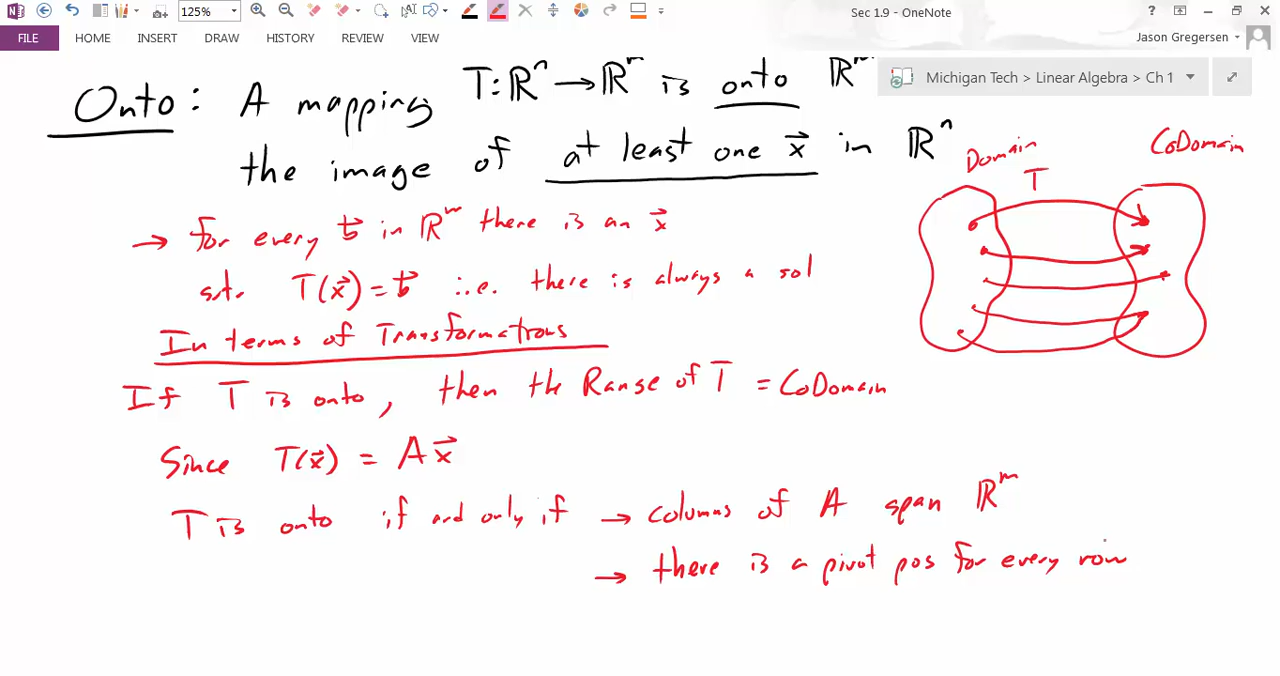 125%
Sec 1.9 - OneNote
?
FILE
HOME
INSERT
DRAW
HISTORY
REVIEW
VIEW
Jason Gregersen
Michigan Tech > Linear Algebra > Ch 1
Onto: A mapping T: ℝⁿ → ℝᵐ is onto ℝᵐ
the image of at least one x⃗ in ℝⁿ
Domain
T
CoDomain
→ for every b⃗ in ℝᵐ there is an x⃗
s.t. T(x⃗) = b⃗ i.e. there is always a sol
In terms of Transformations
If T is onto, then the Range of T = CoDomain
Since T(x⃗) = Ax⃗
T is onto if and only if → columns of A span ℝᵐ
→ there is a pivot pos for every row